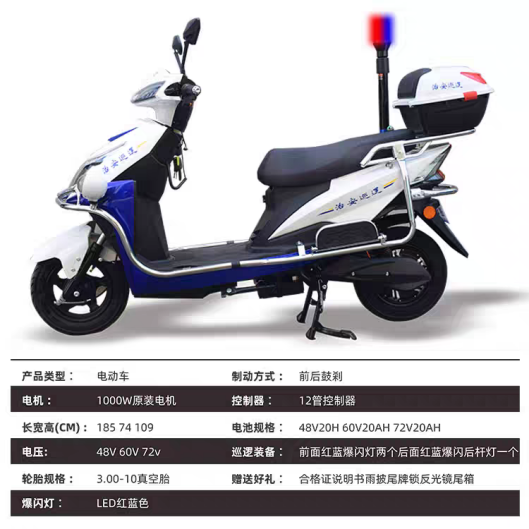 治安巡逻
治安巡逻
产品类型： 电动车 制动方式： 前后鼓刹
电机： 1000W原装电机 控制器： 12管控制器
长宽高(CM)： 185 74 109 电池规格： 48V20H 60V20AH 72V20AH
电压： 48V 60V 72v 巡逻装备： 前面红蓝爆闪灯两个后面红蓝爆闪后杆灯一个
轮胎规格： 3.00-10真空胎 赠送好礼： 合格证说明书雨披尾牌锁反光镜尾箱
爆闪灯： LED红蓝色